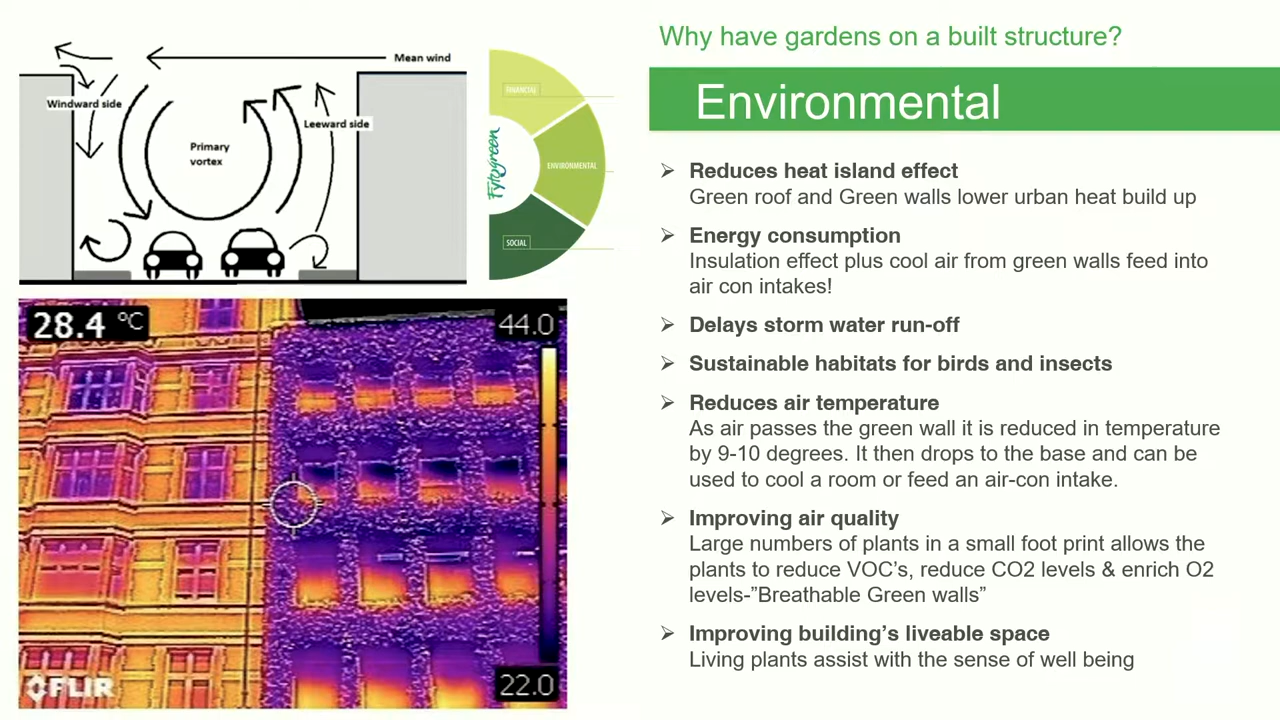 Why have gardens on a built structure?
Environmental
Mean wind
Windward side
Leeward side
Primary
vortex
FINANCIAL
ENVIRONMENTAL
SOCIAL
Fytogreen
28.4 °C
44.0
22.0
FLIR
➢ Reduces heat island effect
Green roof and Green walls lower urban heat build up
➢ Energy consumption
Insulation effect plus cool air from green walls feed into
air con intakes!
➢ Delays storm water run-off
➢ Sustainable habitats for birds and insects
➢ Reduces air temperature
As air passes the green wall it is reduced in temperature
by 9-10 degrees. It then drops to the base and can be
used to cool a room or feed an air-con intake.
➢ Improving air quality
Large numbers of plants in a small foot print allows the
plants to reduce VOC’s, reduce CO2 levels & enrich O2
levels-”Breathable Green walls”
➢ Improving building’s liveable space
Living plants assist with the sense of well being